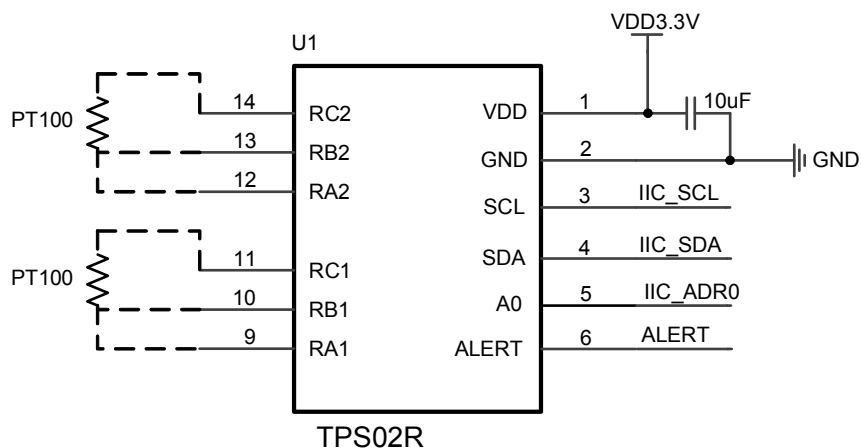 VDD3.3V
U1
10uF
14 RC2 VDD 1
PT100
13 RB2 GND 2 GND
12 RA2
SCL 3 IIC_SCL
11 RC1 SDA 4 IIC_SDA
PT100
10 RB1 A0 5 IIC_ADR0
9 RA1 ALERT 6 ALERT
TPS02R